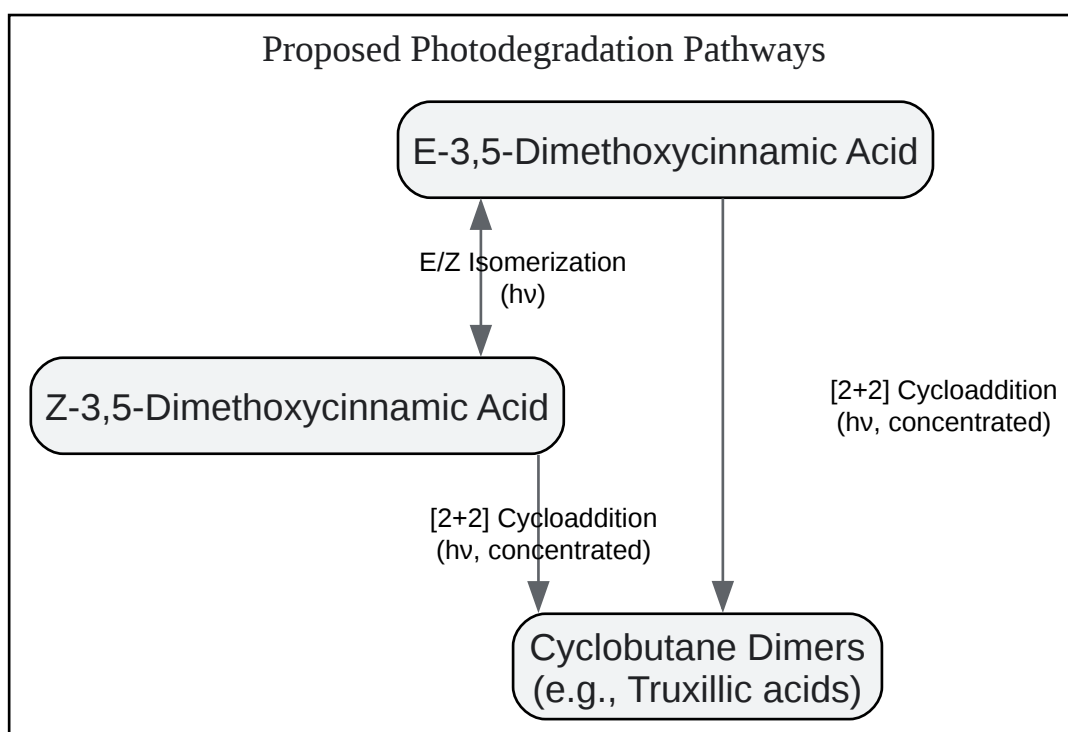 Proposed Photodegradation Pathways
E-3,5-Dimethoxycinnamic Acid
E/Z Isomerization
(hν)
Z-3,5-Dimethoxycinnamic Acid
[2+2] Cycloaddition
(hν, concentrated)
[2+2] Cycloaddition
(hν, concentrated)
Cyclobutane Dimers
(e.g., Truxillic acids)